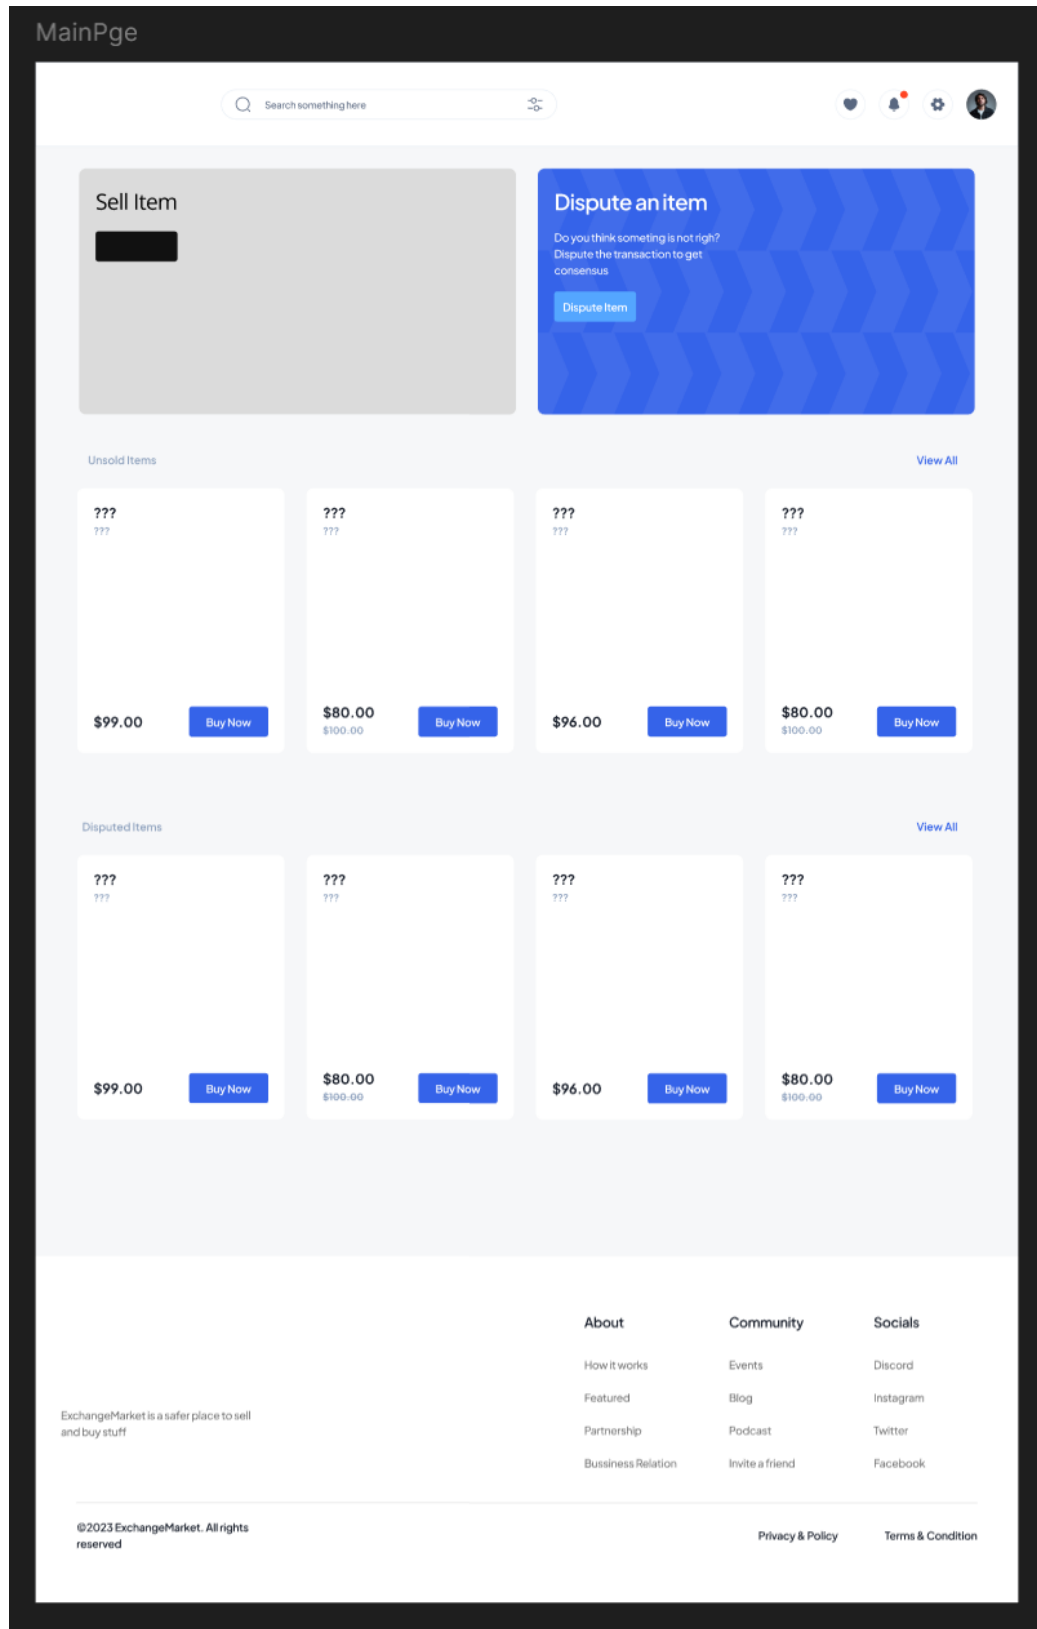 MainPge
Search something here
Sell Item
Dispute an item
Do you think someting is not righ?
Dispute the transaction to get
consensus
Dispute Item
Unsold Items
View All
???
???
$99.00
Buy Now
???
???
$80.00
$100.00
Buy Now
???
???
$96.00
Buy Now
???
???
$80.00
$100.00
Buy Now
Disputed Items
View All
???
???
$99.00
Buy Now
???
???
$80.00
$100.00
Buy Now
???
???
$96.00
Buy Now
???
???
$80.00
$100.00
Buy Now
ExchangeMarket is a safer place to sell
and buy stuff
About
How it works
Featured
Partnership
Bussiness Relation
Community
Events
Blog
Podcast
Invite a friend
Socials
Discord
Instagram
Twitter
Facebook
©2023 ExchangeMarket. All rights
reserved
Privacy & Policy
Terms & Condition